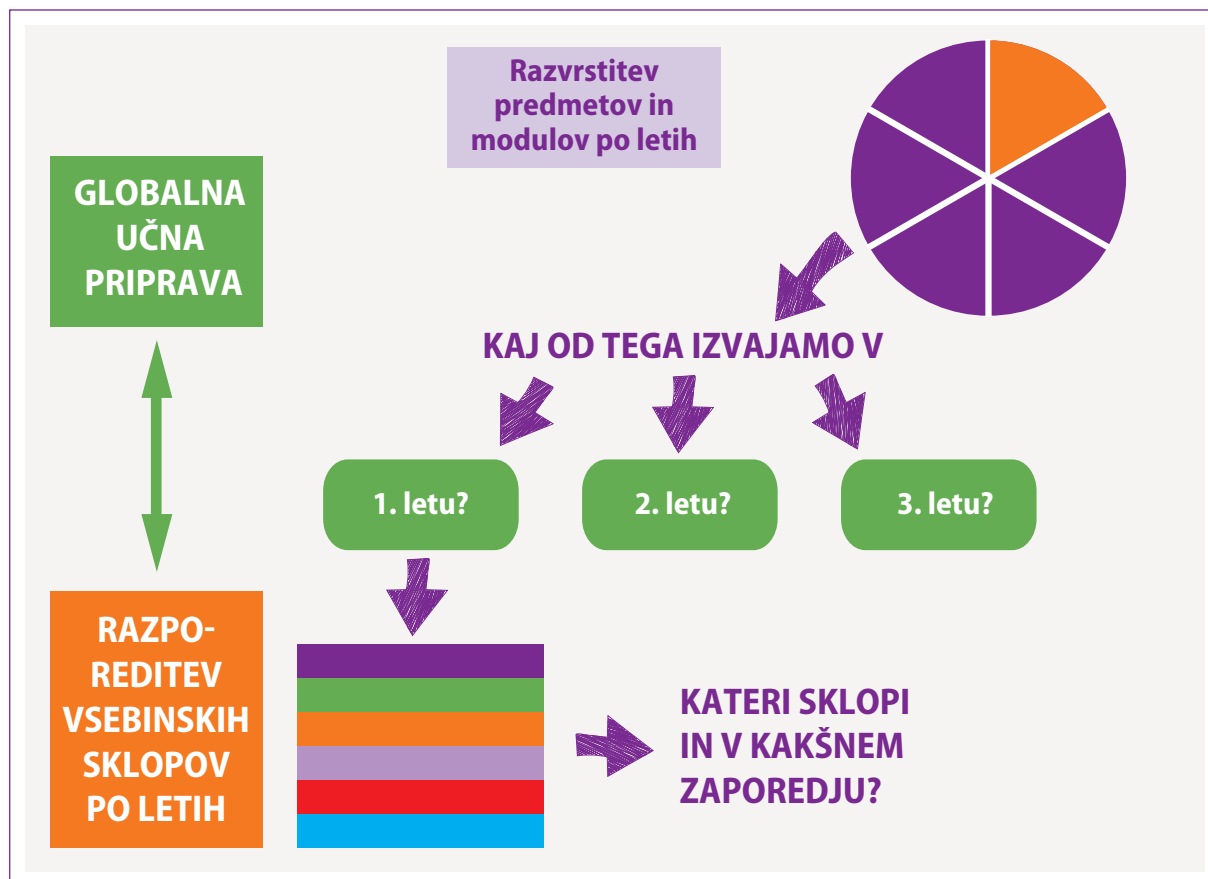 Razvrstitev
predmetov in
modulov po letih
GLOBALNA
UČNA
PRIPRAVA
KAJ OD TEGA IZVAJAMO V
1. letu?
2. letu?
3. letu?
RAZPO-
REDITEV
VSEBINSKIH
SKLOPOV
PO LETIH
KATERI SKLOPI
IN V KAKŠNEM
ZAPOREDJU?